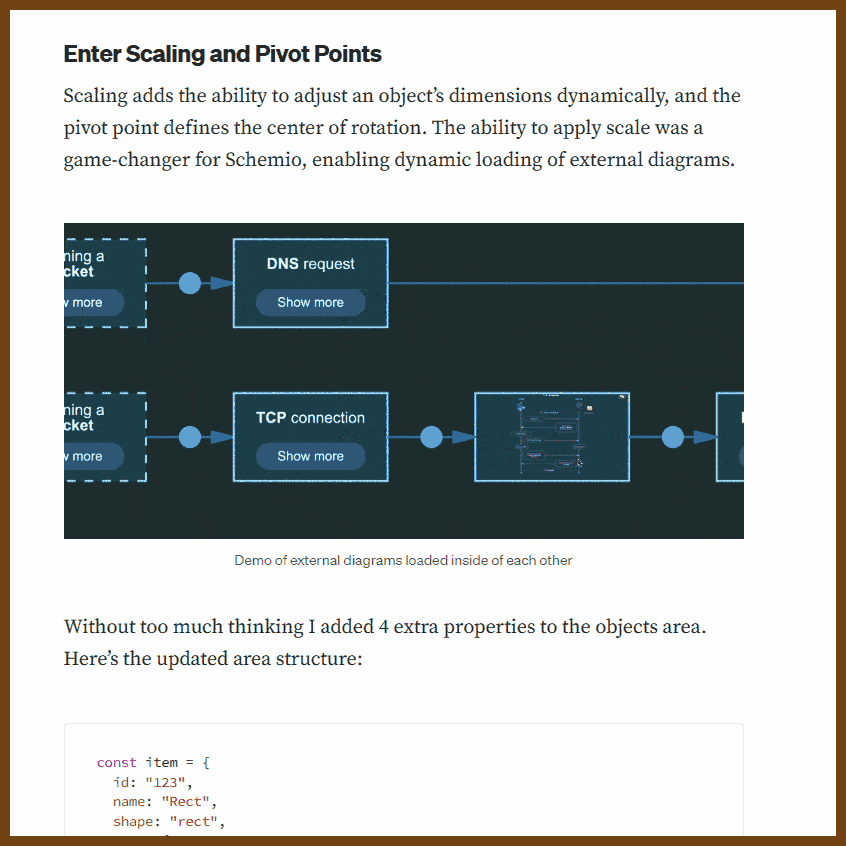 Enter Scaling and Pivot Points
Scaling adds the ability to adjust an object’s dimensions dynamically, and the
pivot point defines the center of rotation. The ability to apply scale was a
game-changer for Schemio, enabling dynamic loading of external diagrams.
ning a
cket
w more
DNS request
Show more
ning a
cket
w more
TCP connection
Show more
Demo of external diagrams loaded inside of each other
Without too much thinking I added 4 extra properties to the objects area.
Here’s the updated area structure:
const item = {
id: "123",
name: "Rect",
shape: "rect",